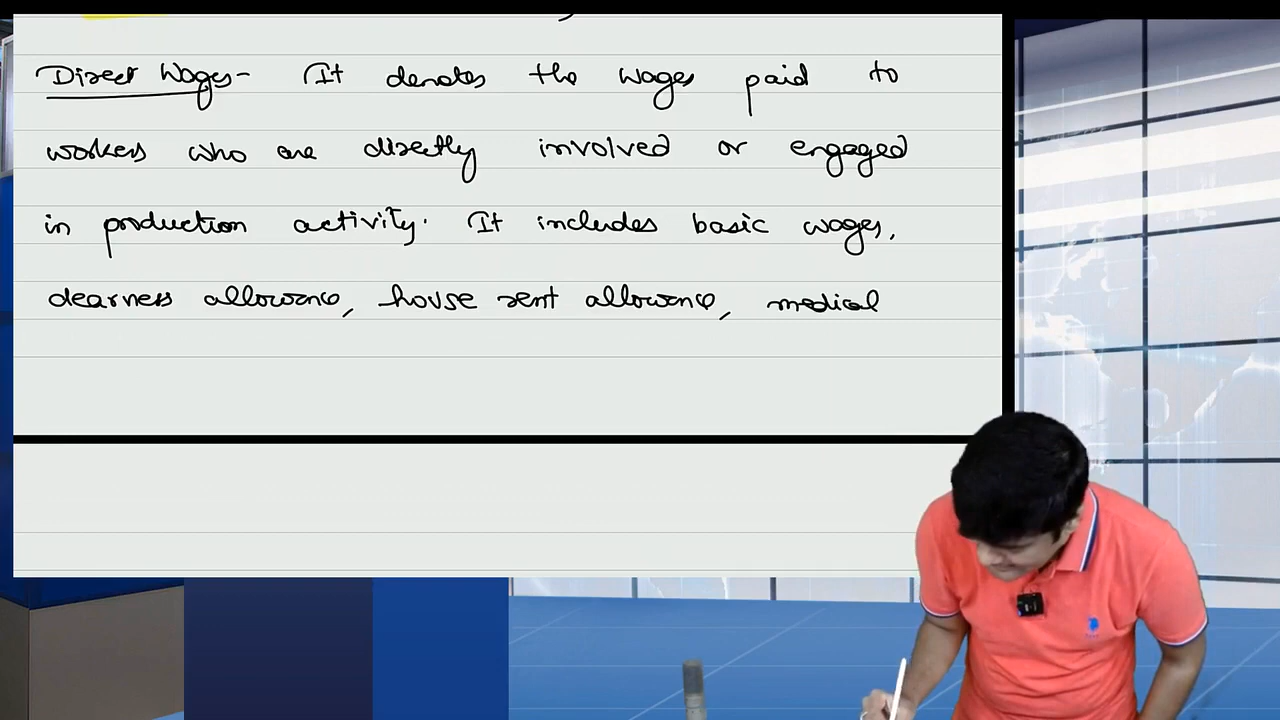 Direct Wages- It denotes the wages paid to
workers who are directly involved or engaged
in production activity. It includes basic wages,
dearness allowance, house rent allowance, medical